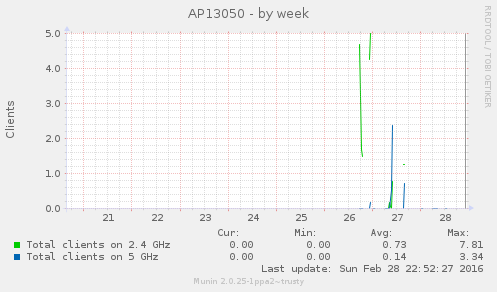 AP13050 - by week
RRDTOOL / TOBI OETIKER
Clients
5.0
4.0
3.0
2.0
1.0
0.0
21 22 23 24 25 26 27 28
Cur: Min: Avg: Max:
Total clients on 2.4 GHz 0.00 0.00 0.73 7.81
Total clients on 5 GHz 0.00 0.00 0.14 3.34
Last update: Sun Feb 28 22:52:27 2016
Munin 2.0.25-1ppa2~trusty